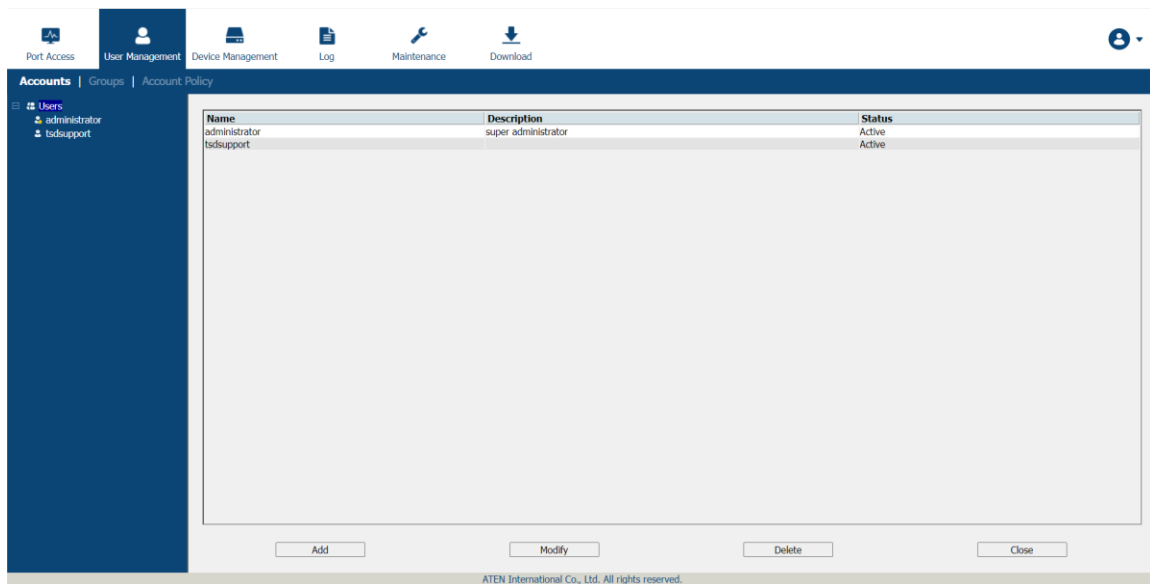 Port Access User Management Device Management Log Maintenance Download
Accounts | Groups | Account Policy
Users
administrator
tsdsupport
Name Description Status
administrator super administrator Active
tsdsupport Active
Add Modify Delete Close
ATEN International Co., Ltd. All rights reserved.